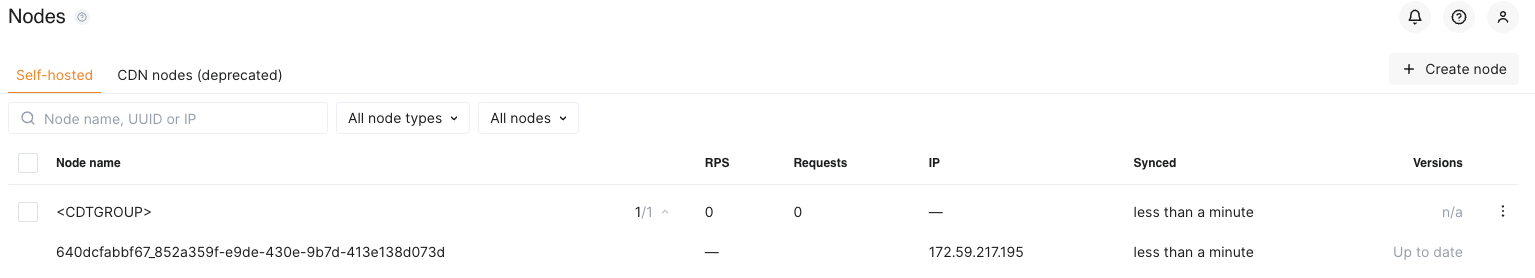 Nodes
Self-hosted CDN nodes (deprecated) + Create node
Node name, UUID or IP All node types All nodes
Node name RPS Requests IP Synced Versions
<CDTGROUP> 1/1 0 0 — less than a minute n/a
640dcfabbf67_852a359f-e9de-430e-9b7d-413e138d073d — 172.59.217.195 less than a minute Up to date